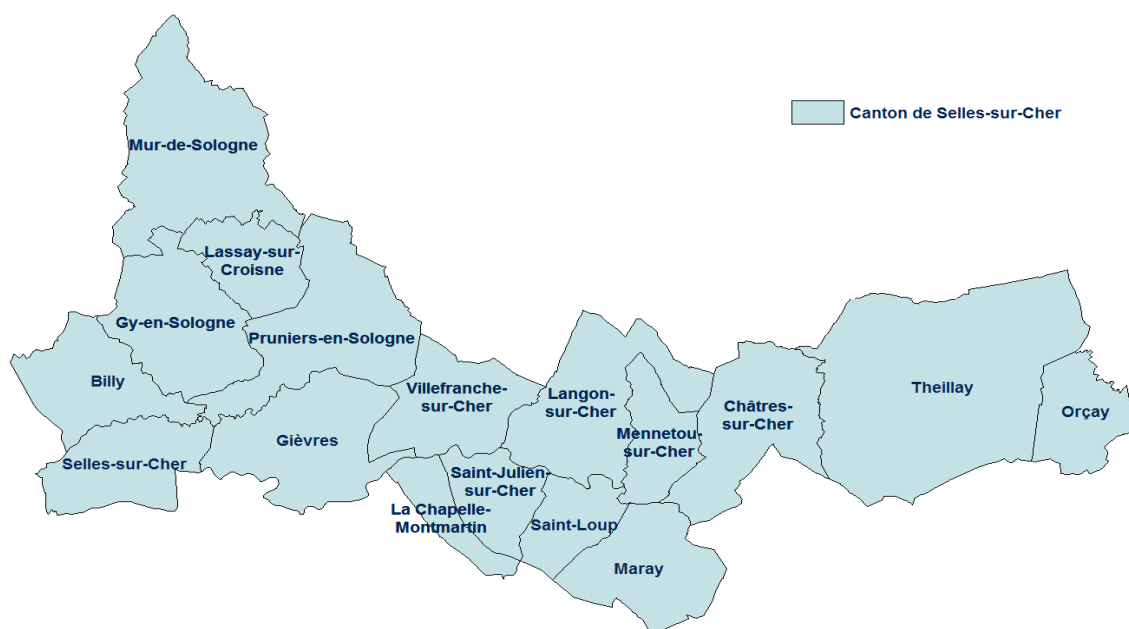 Canton de Selles-sur-Cher
Mur-de-Sologne
Lassay-sur-
Croisne
Gy-en-Sologne
Pruniers-en-Sologne
Billy
Villefranche-
sur-Cher
Langon-
sur-Cher
Châtres-
sur-Cher
Theillay
Orçay
Mennetou-
sur-Cher
Gièvres
Selles-sur-Cher
Saint-Julien-
sur-Cher
La Chapelle-
Montmartin
Saint-Loup
Maray